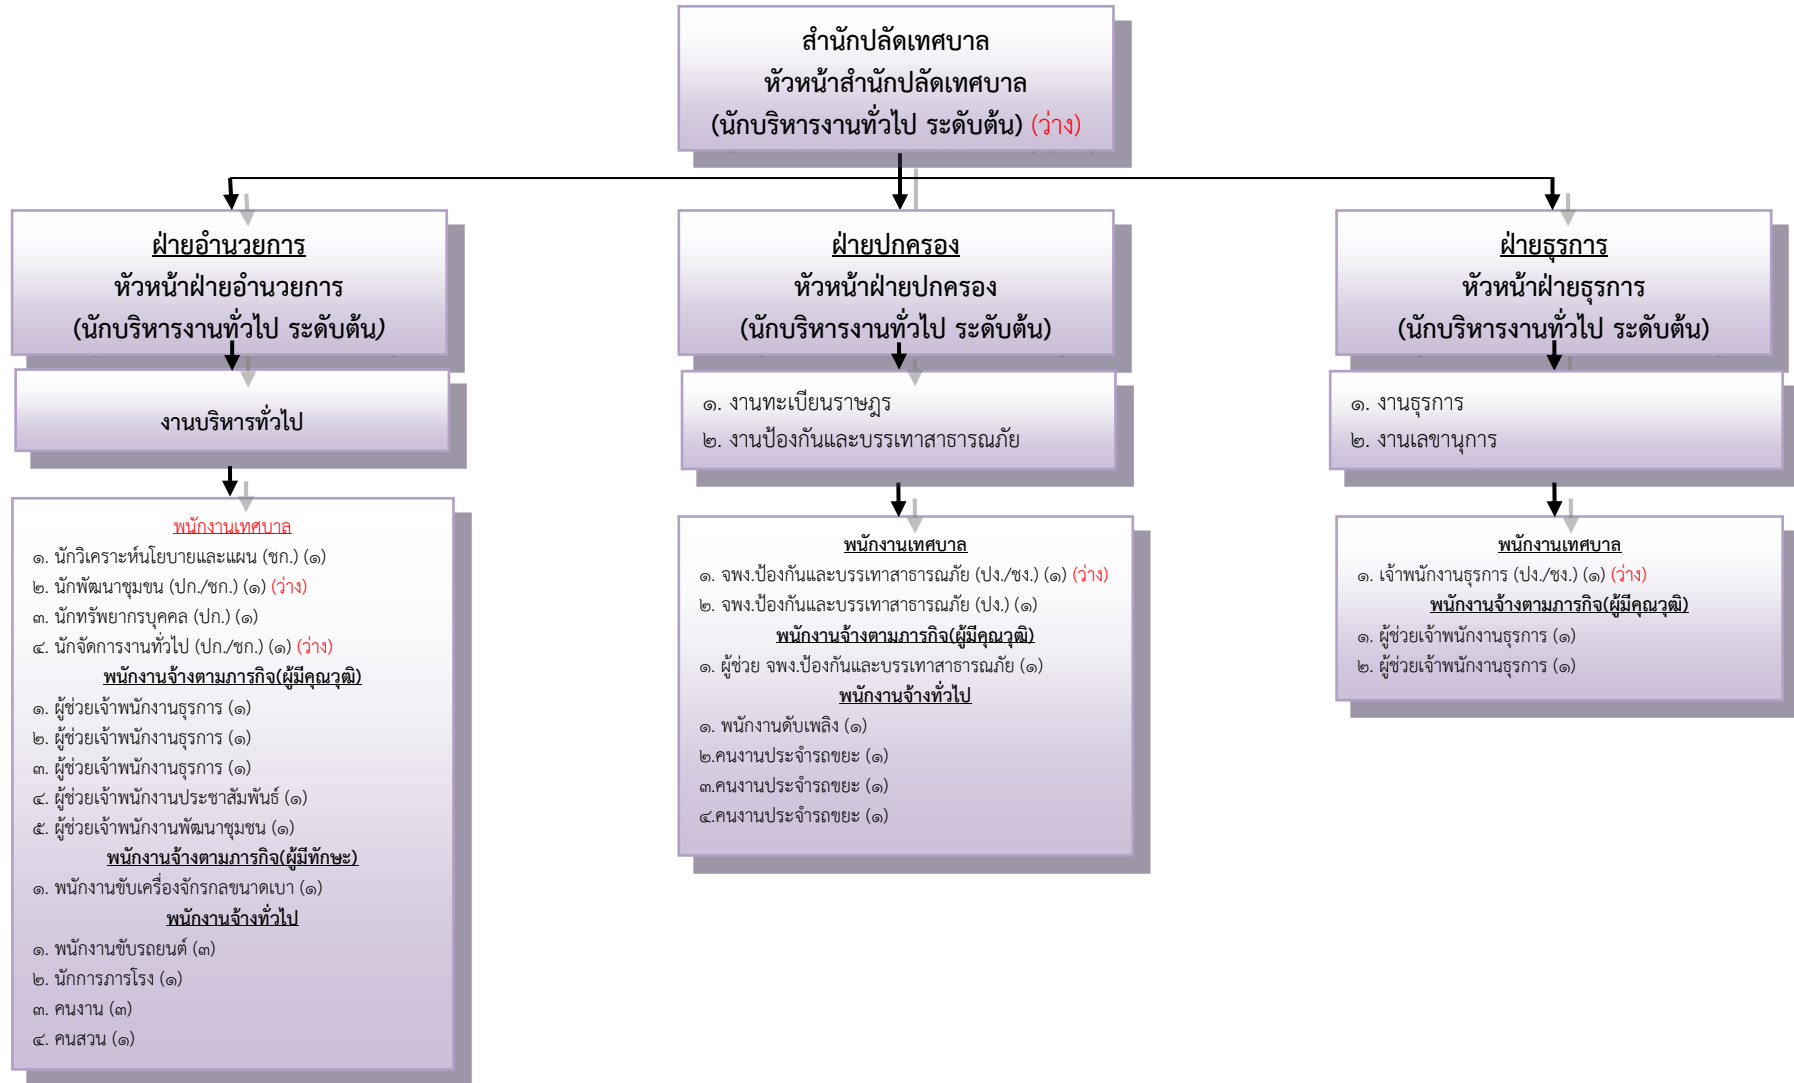 สำนักปลัดเทศบาล
หัวหน้าสำนักปลัดเทศบาล
(นักบริหารงานทั่วไป ระดับต้น) (ว่าง)
ฝ่ายอำนวยการ
หัวหน้าฝ่ายอำนวยการ
(นักบริหารงานทั่วไป ระดับต้น)
งานบริหารทั่วไป
พนักงานเทศบาล
๑. นักวิเคราะห์นโยบายและแผน (ชก.) (๑)
๒. นักพัฒนาชุมขน (ปก./ชก.) (๑) (ว่าง)
๓. นักทรัพยากรบุคคล (ปก.) (๑)
๔. นักจัดการงานทั่วไป (ปก./ชก.) (๑) (ว่าง)
พนักงานจ้างตามภารกิจ(ผู้มีคุณวุฒิ)
๑. ผู้ช่วยเจ้าพนักงานธุรการ (๑)
๒. ผู้ช่วยเจ้าพนักงานธุรการ (๑)
๓. ผู้ช่วยเจ้าพนักงานธุรการ (๑)
๔. ผู้ช่วยเจ้าพนักงานประชาสัมพันธ์ (๑)
๕. ผู้ช่วยเจ้าพนักงานพัฒนาชุมชน (๑)
พนักงานจ้างตามภารกิจ(ผู้มีทักษะ)
๑. พนักงานขับเครื่องจักรกลขนาดเบา (๑)
พนักงานจ้างทั่วไป
๑. พนักงานขับรถยนต์ (๓)
๒. นักการภารโรง (๑)
๓. คนงาน (๓)
๔. คนสวน (๑)
ฝ่ายปกครอง
หัวหน้าฝ่ายปกครอง
(นักบริหารงานทั่วไป ระดับต้น)
๑. งานทะเบียนราษฎร
๒. งานป้องกันและบรรเทาสาธารณภัย
พนักงานเทศบาล
๑. จพง.ป้องกันและบรรเทาสาธารณภัย (ปง./ชง.) (๑) (ว่าง)
๒. จพง.ป้องกันและบรรเทาสาธารณภัย (ปง.) (๑)
พนักงานจ้างตามภารกิจ(ผู้มีคุณวุฒิ)
๑. ผู้ช่วย จพง.ป้องกันและบรรเทาสาธารณภัย (๑)
พนักงานจ้างทั่วไป
๑. พนักงานดับเพลิง (๑)
๒.คนงานประจำรถขยะ (๑)
๓.คนงานประจำรถขยะ (๑)
๔.คนงานประจำรถขยะ (๑)
ฝ่ายธุรการ
หัวหน้าฝ่ายธุรการ
(นักบริหารงานทั่วไป ระดับต้น)
๑. งานธุรการ
๒. งานเลขานุการ
พนักงานเทศบาล
๑. เจ้าพนักงานธุรการ (ปง./ชง.) (๑) (ว่าง)
พนักงานจ้างตามภารกิจ(ผู้มีคุณวุฒิ)
๑. ผู้ช่วยเจ้าพนักงานธุรการ (๑)
๒. ผู้ช่วยเจ้าพนักงานธุรการ (๑)